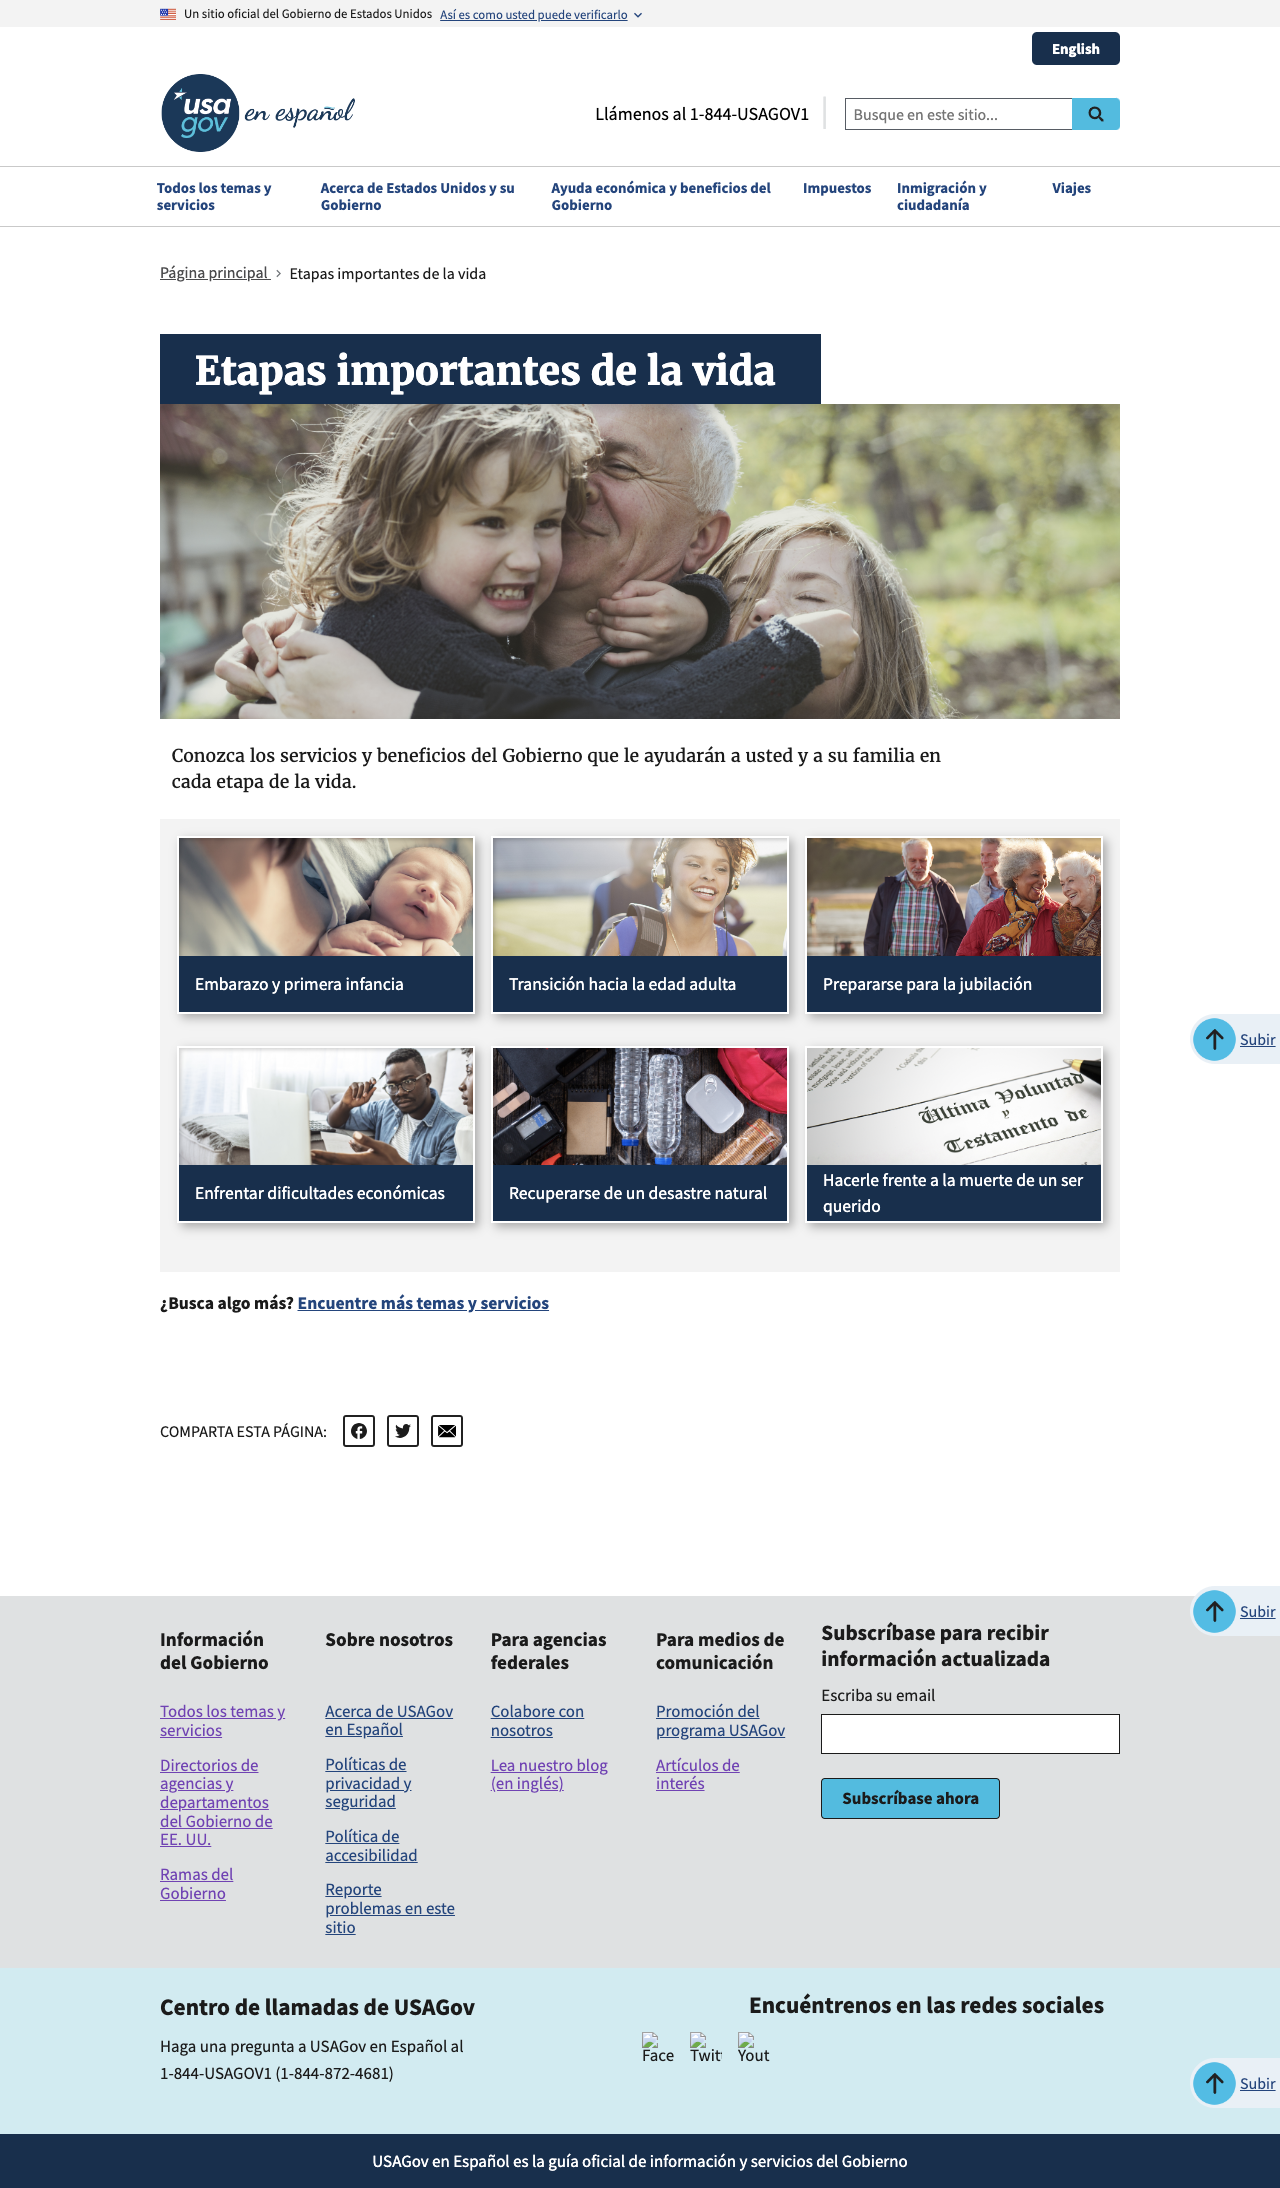 Un sitio oficial del Gobierno de Estados Unidos Así es como usted puede verificarlo
English
usa
gov
en español
Llámenos al 1-844-USAGOV1
Busque en este sitio...
Todos los temas y
servicios
Acerca de Estados Unidos y su
Gobierno
Ayuda económica y beneficios del
Gobierno
Impuestos
Inmigración y
ciudadanía
Viajes
Página principal
Etapas importantes de la vida
Etapas importantes de la vida
Conozca los servicios y beneficios del Gobierno que le ayudarán a usted y a su familia en
cada etapa de la vida.
Embarazo y primera infancia
Transición hacia la edad adulta
Prepararse para la jubilación
Subir
Última Voluntad
y
Testamento de
Enfrentar dificultades económicas
Recuperarse de un desastre natural
Hacerle frente a la muerte de un ser
querido
¿Busca algo más? Encuentre más temas y servicios
COMPARTA ESTA PÁGINA:
Subir
Información
del Gobierno
Todos los temas y
servicios
Directorios de
agencias y
departamentos
del Gobierno de
EE. UU.
Ramas del
Gobierno
Sobre nosotros
Acerca de USAGov
en Español
Políticas de
privacidad y
seguridad
Política de
accesibilidad
Reporte
problemas en este
sitio
Para agencias
federales
Colabore con
nosotros
Lea nuestro blog
(en inglés)
Para medios de
comunicación
Promoción del
programa USAGov
Artículos de
interés
Subscríbase para recibir
información actualizada
Escriba su email
Subscríbase ahora
Centro de llamadas de USAGov
Haga una pregunta a USAGov en Español al
1-844-USAGOV1 (1-844-872-4681)
Encuéntrenos en las redes sociales
Face
Twit
Yout
Subir
USAGov en Español es la guía oficial de información y servicios del Gobierno